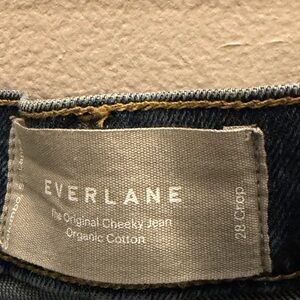 EVERLANE
The Original Cheeky Jean
Organic Cotton
28 Crop